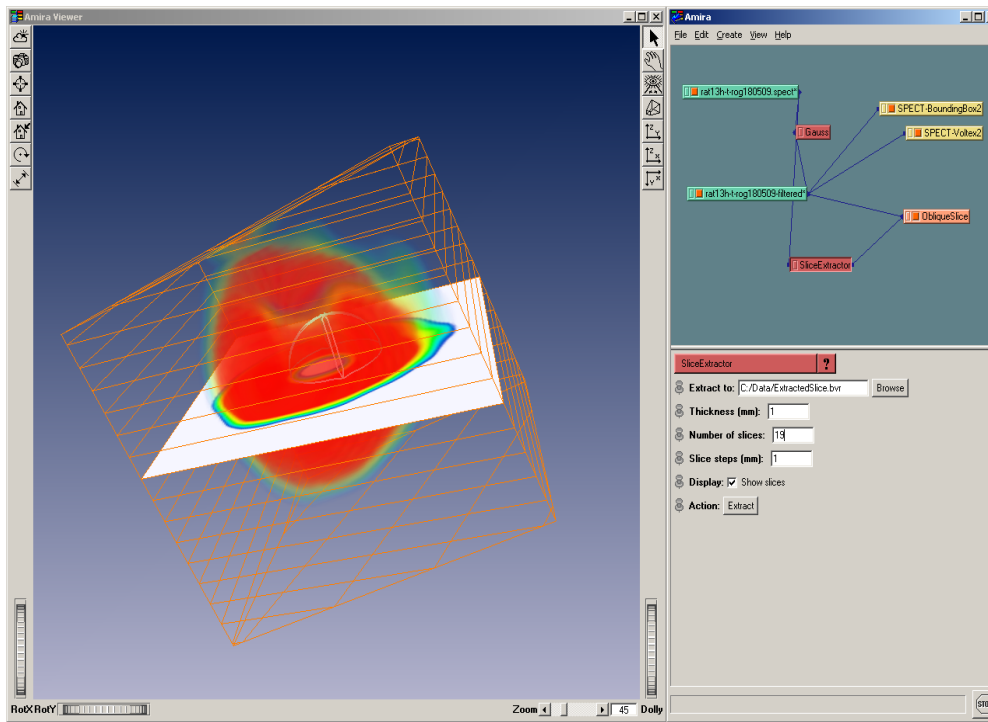 Amira Viewer
RotX RotY
Zoom
45
Dolly
Amira
File Edit Create View Help
rat13h-t-rog180509.spect*
SPECT-BoundingBox2
Gauss
SPECT-Voltex2
rat13h-t-rog180509-filtered*
ObliqueSlice
SliceExtractor
SliceExtractor ?
Extract to: C:/Data/ExtractedSlice.bvr Browse
Thickness (mm): 1
Number of slices: 19
Slice steps (mm): 1
Display: Show slices
Action: Extract